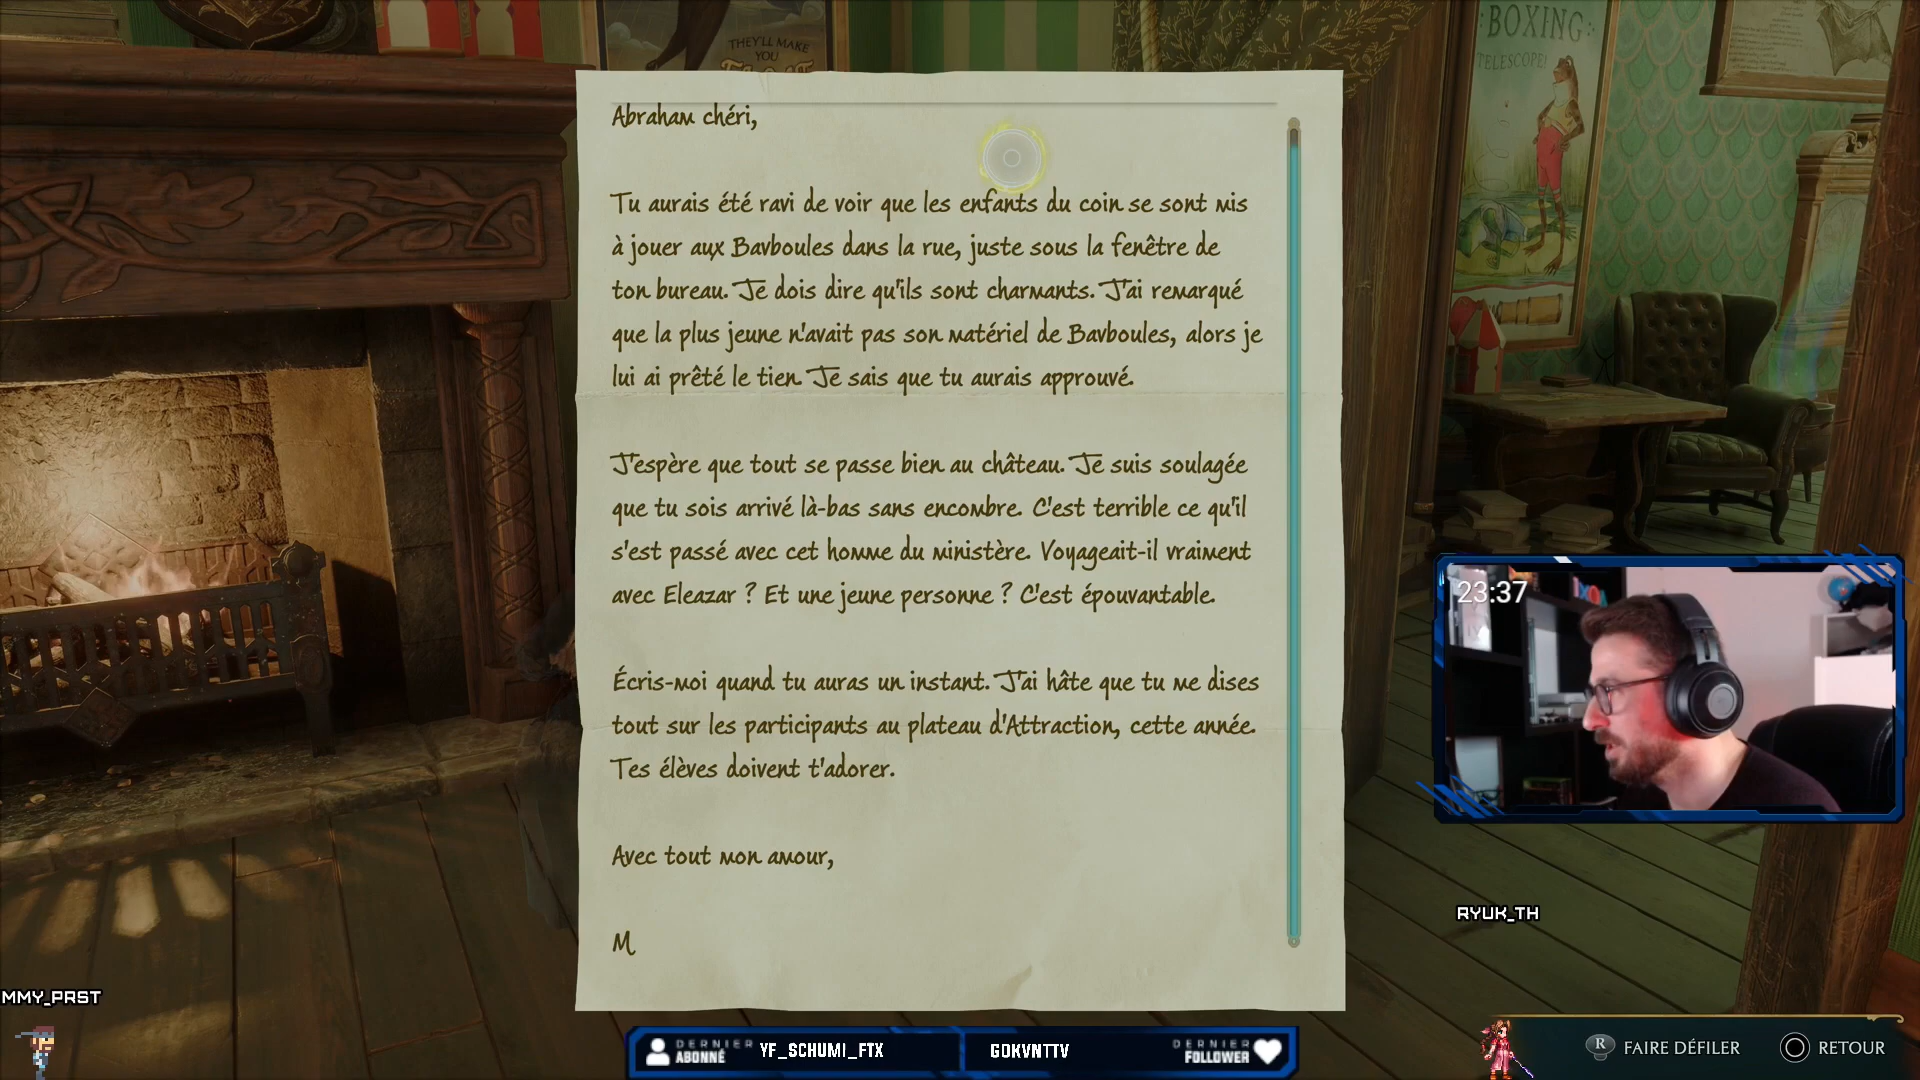 BOXING
TELESCOPE!
THEY'LL MAKE
YOU
Abraham chéri,
Tu aurais été ravi de voir que les enfants du coin se sont mis
à jouer aux Bavboules dans la rue, juste sous la fenêtre de
ton bureau. Je dois dire qu'ils sont charmants. J'ai remarqué
que la plus jeune n'avait pas son matériel de Bavboules, alors je
lui ai prêté le tien. Je sais que tu aurais approuvé.
J'espère que tout se passe bien au château. Je suis soulagée
que tu sois arrivé là-bas sans encombre. C'est terrible ce qu'il
s'est passé avec cet homme du ministère. Voyageait-il vraiment
avec Eleazar ? Et une jeune personne ? C'est épouvantable.
Écris-moi quand tu auras un instant. J'ai hâte que tu me dises
tout sur les participants au plateau d'Attraction, cette année.
Tes élèves doivent t'adorer.
Avec tout mon amour,
M
23:37
RYUK_TH
MMY_PRST
DERNIER
ABONNÉ
YF_SCHUMI_FTX
GOKVNTTV
DERNIER
FOLLOWER
R
FAIRE DÉFILER
RETOUR